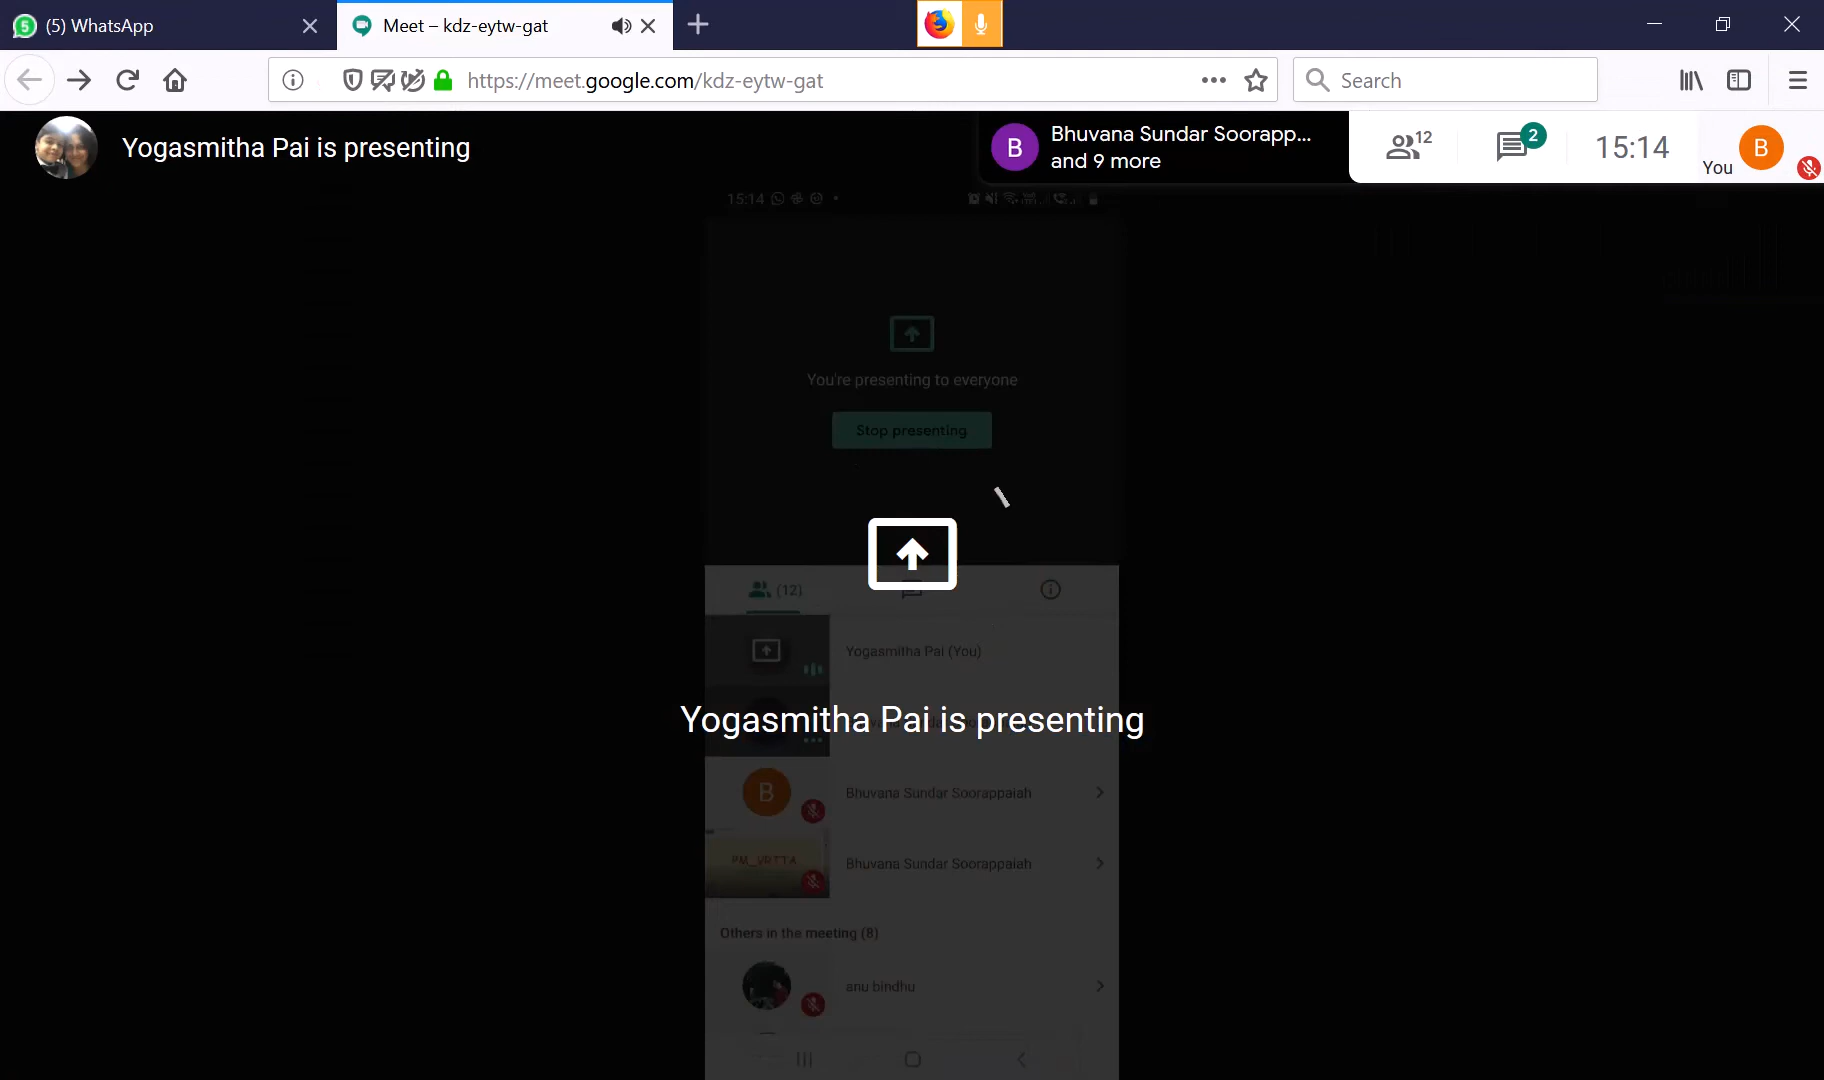 (5) WhatsApp
Meet – kdz-eytw-gat
https://meet.google.com/kdz-eytw-gat
Search
Yogasmitha Pai is presenting
B
Bhuvana Sundar Soorapp...
and 9 more
12
2
15:14
You
B
15:14
You're presenting to everyone
Stop presenting
(12)
Yogasmitha Pai (You)
Yogasmitha Pai is presenting
B
Bhuvana Sundar Soorappaiah
PM_VRTTA
Bhuvana Sundar Soorappaiah
Others in the meeting (8)
anu bindhu